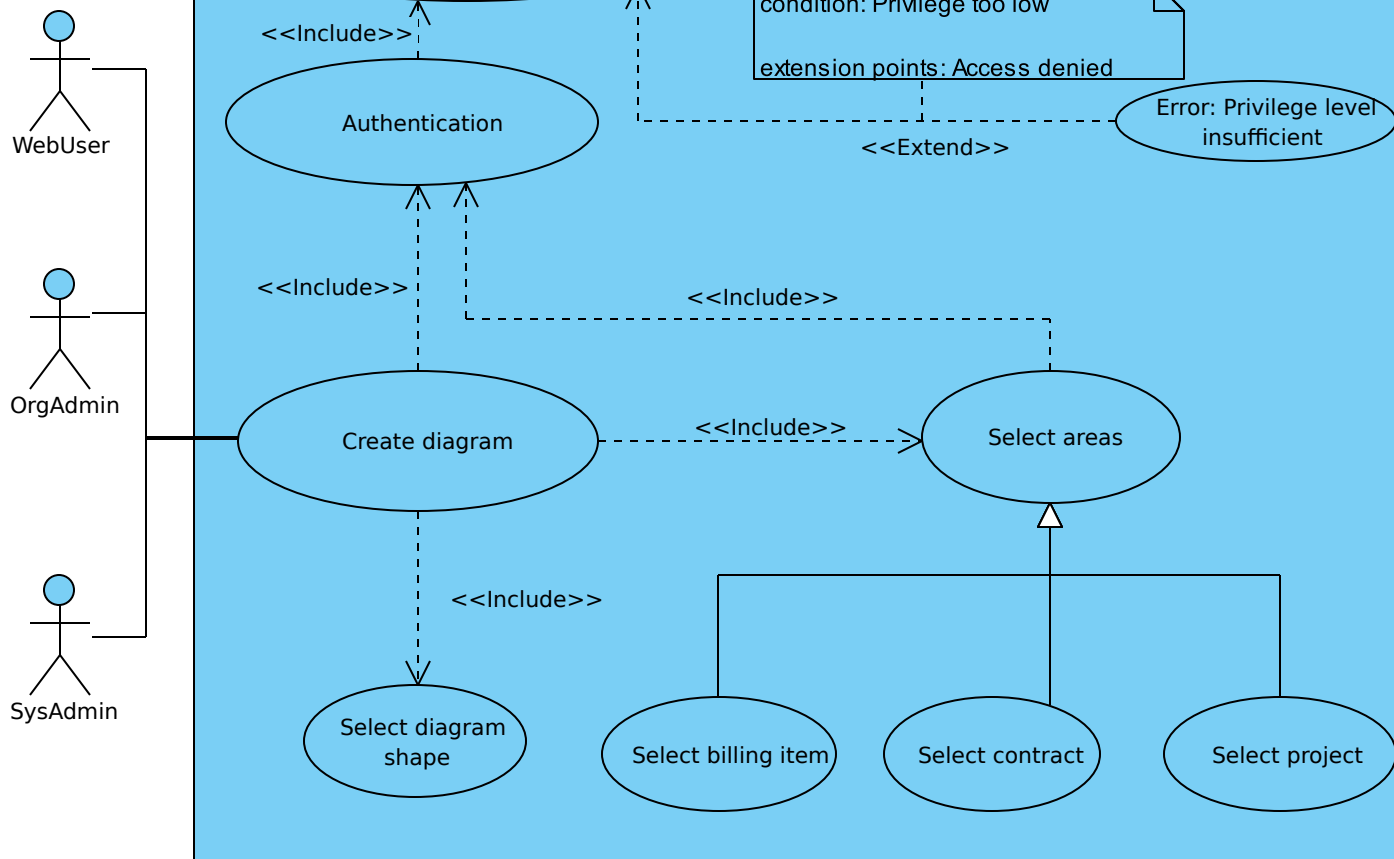 condition: Privilege too low
<<Include>>
extension points: Access denied
Error: Privilege level
insufficient
Authentication
WebUser
<<Extend>>
<<Include>>
<<Include>>
OrgAdmin
<<Include>>
Create diagram
Select areas
<<Include>>
SysAdmin
Select diagram
shape
Select billing item
Select contract
Select project